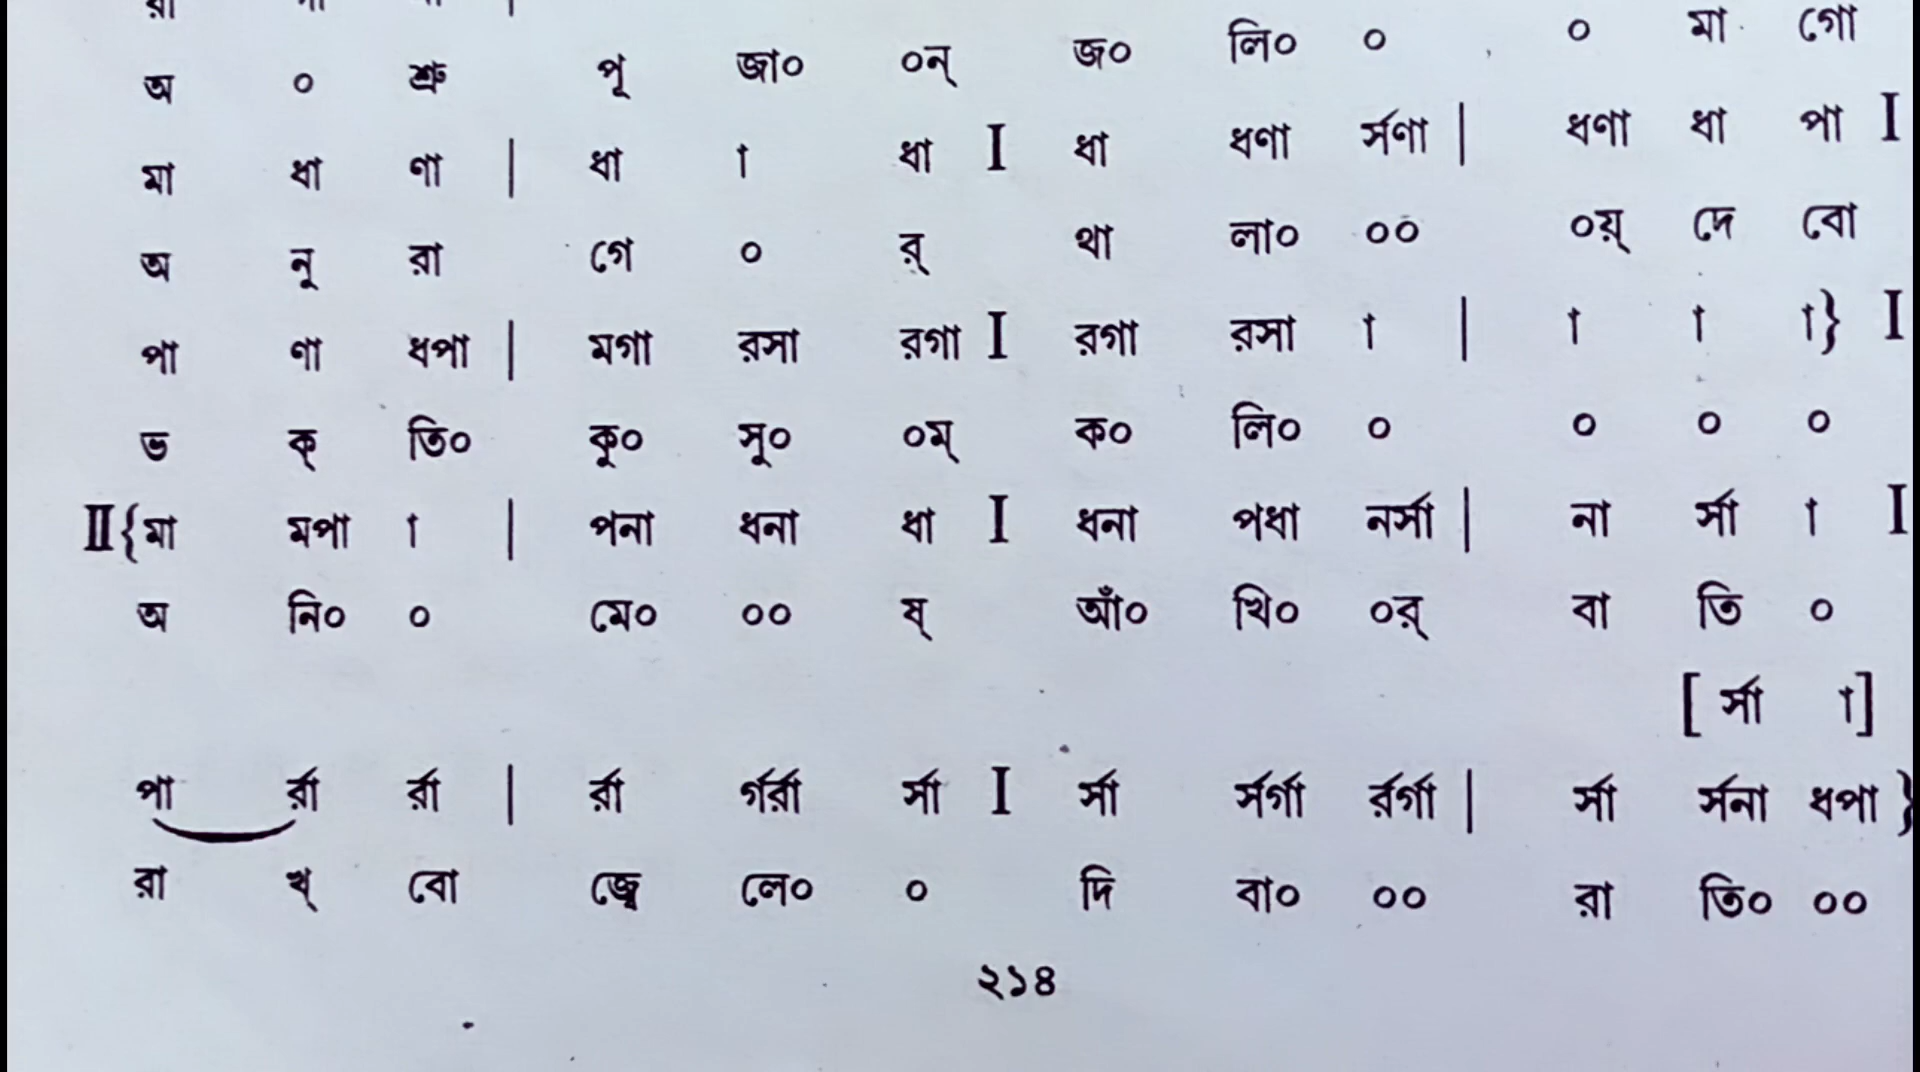 অ ০ শ্রু পূ জা০ ০ন্ জ০ লি০ ০ ০ মা গো
মা ধা ণা | ধা া ধা I ধা ধণা র্সণা | ধণা ধা পা I
অ নু রা গে ০ র্ থা লা০ ০০ ০য়্ দে বো
পা ণা ধপা | মগা রসা রগা I রগা রসা া | া া া} I
ভ ক্ তি০ কু০ সু০ ০ম্ ক০ লি০ ০ ০ ০ ০
II{মা মপা া | পনা ধনা ধা I ধনা পধা নর্সা | না র্সা া I
অ নি০ ০ মে০ ০০ ষ্ আঁ০ খি০ ০র্ বা তি ০
[ র্সা া]
পা র্রা র্রা | র্রা র্গর্রা র্সা I র্সা র্সর্গা র্রর্গা | র্সা র্সনা ধপা }
রা খ্ বো জ্বে লে০ ০ দি বা০ ০০ রা তি০ ০০
২১৪